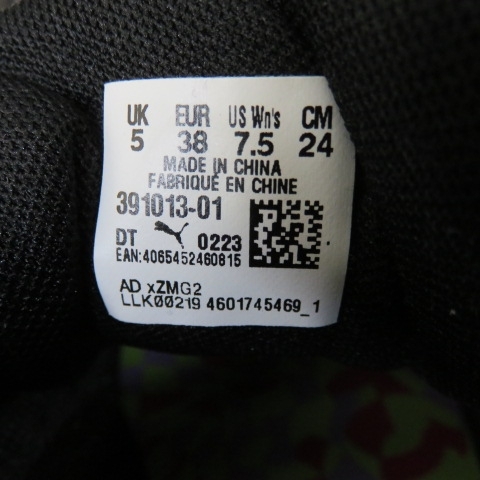 UK EUR US Wn's CM
5 38 7.5 24
MADE IN CHINA
FABRIQUÉ EN CHINE
391013-01
DT 0223
EAN:4065452460815
AD xZMG2
LLK00219 4601745469_1